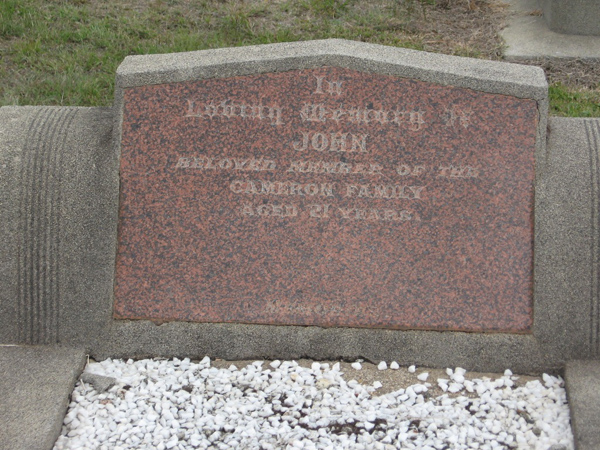 In
Loving Memory of
JOHN
BELOVED MEMBER OF THE
CAMERON FAMILY
AGED 21 YEARS